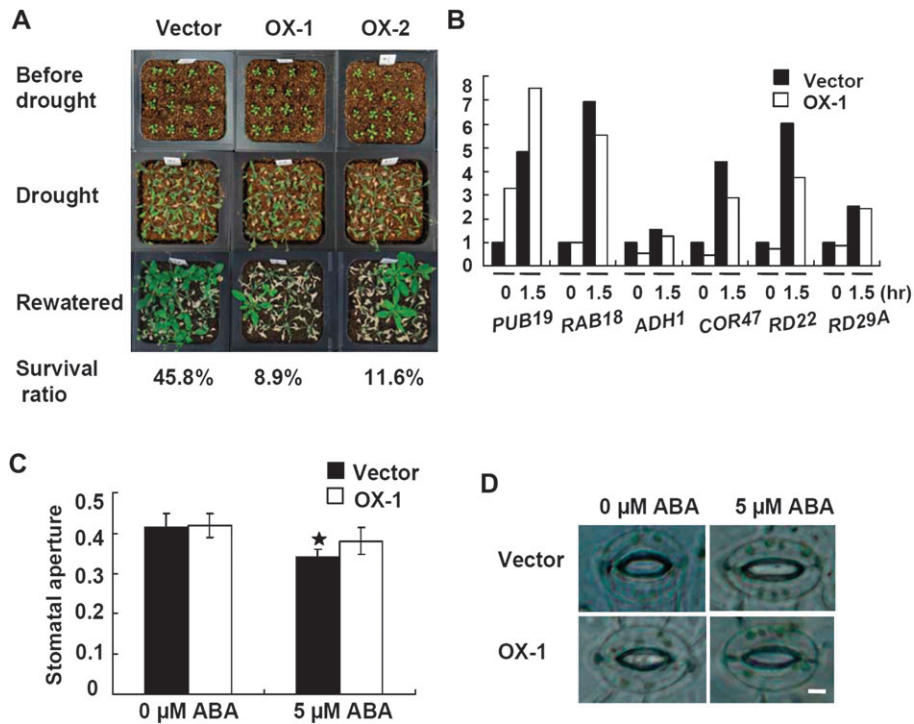 A
Vector OX-1 OX-2
Before
drought
Drought
Rewatered
Survival
ratio
45.8% 8.9% 11.6%
B
Vector
OX-1
8
7
6
5
4
3
2
1
0
0 1.5 0 1.5 0 1.5 0 1.5 0 1.5 0 1.5 (hr)
PUB19 RAB18 ADH1 COR47 RD22 RD29A
C
Vector
OX-1
Stomatal aperture
0.5
0.4
0.3
0.2
0.1
0
0 µM ABA 5 µM ABA
D
0 µM ABA 5 µM ABA
Vector
OX-1